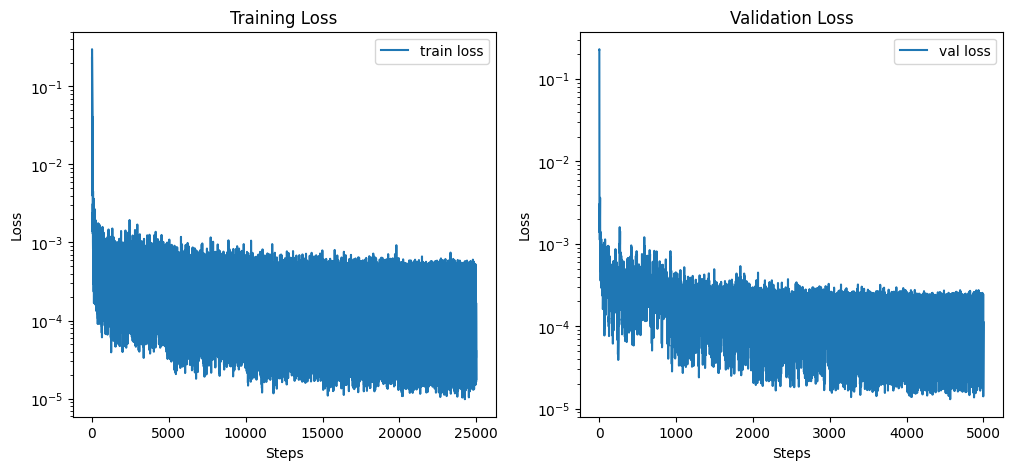 Training Loss
train loss
Loss
10⁻¹
10⁻²
10⁻³
10⁻⁴
10⁻⁵
0 5000 10000 15000 20000 25000
Steps
Validation Loss
val loss
Loss
10⁻¹
10⁻²
10⁻³
10⁻⁴
10⁻⁵
0 1000 2000 3000 4000 5000
Steps